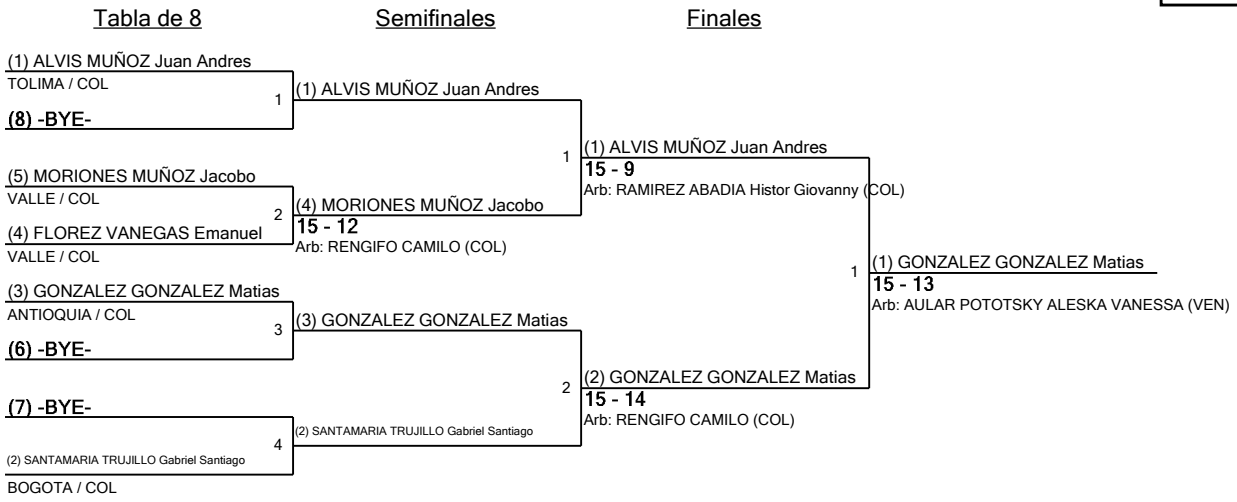 Tabla de 8
Semifinales
Finales
(1) ALVIS MUÑOZ Juan Andres
TOLIMA / COL
1
(8) -BYE-
(5) MORIONES MUÑOZ Jacobo
VALLE / COL
2
(4) FLOREZ VANEGAS Emanuel
VALLE / COL
(3) GONZALEZ GONZALEZ Matias
ANTIOQUIA / COL
3
(6) -BYE-
(7) -BYE-
4
(2) SANTAMARIA TRUJILLO Gabriel Santiago
BOGOTA / COL
(1) ALVIS MUÑOZ Juan Andres
1
(4) MORIONES MUÑOZ Jacobo
15 - 12
Arb: RENGIFO CAMILO (COL)
(3) GONZALEZ GONZALEZ Matias
2
(2) SANTAMARIA TRUJILLO Gabriel Santiago
(1) ALVIS MUÑOZ Juan Andres
15 - 9
Arb: RAMIREZ ABADIA Histor Giovanny (COL)
1
(2) GONZALEZ GONZALEZ Matias
15 - 14
Arb: RENGIFO CAMILO (COL)
(1) GONZALEZ GONZALEZ Matias
15 - 13
Arb: AULAR POTOTSKY ALESKA VANESSA (VEN)